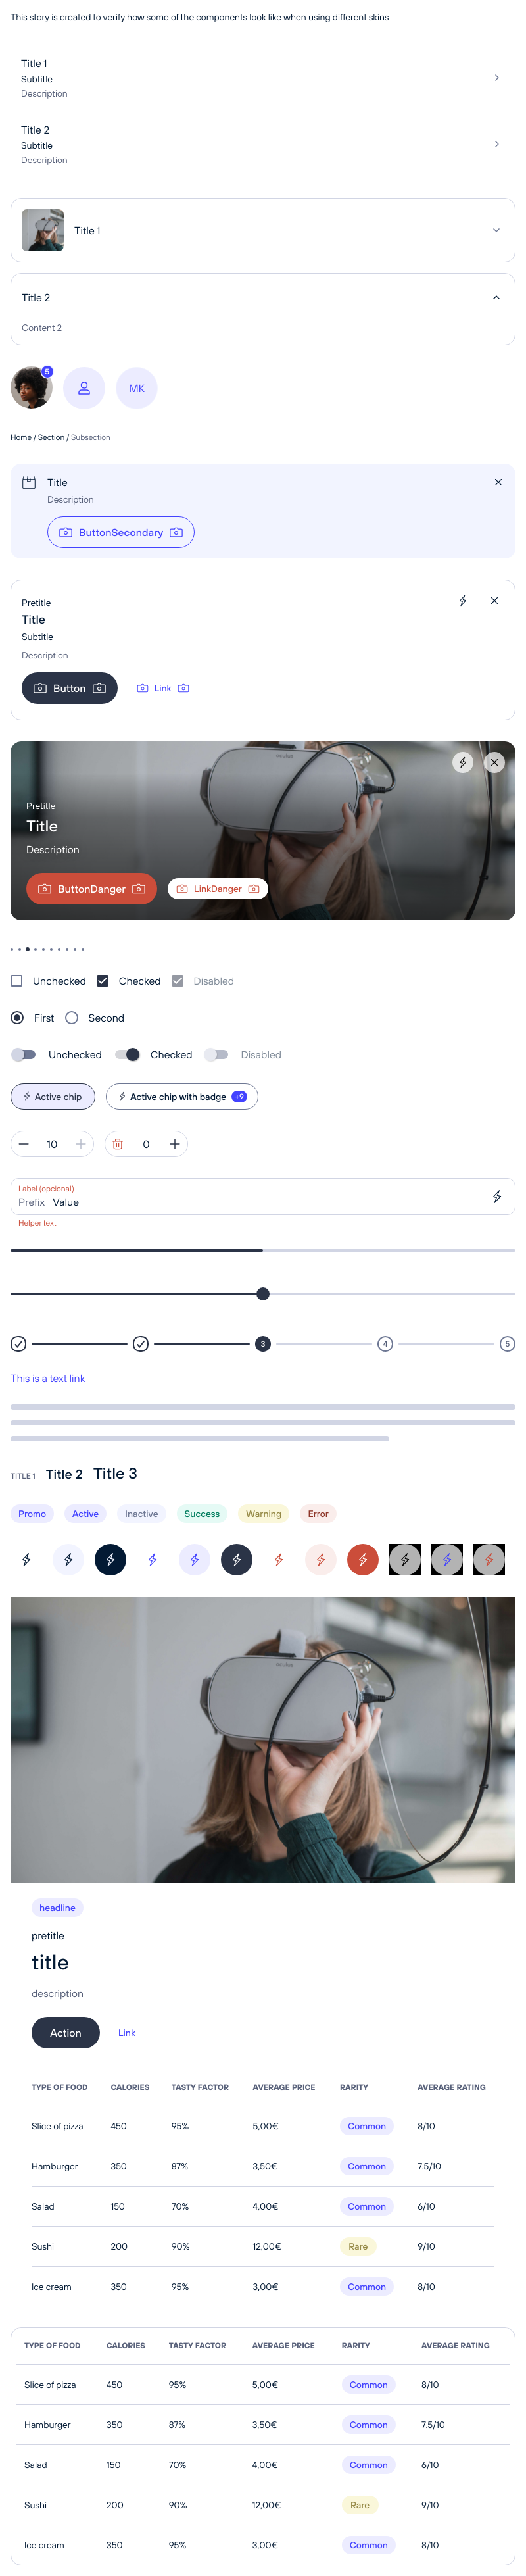 This story is created to verify how some of the components look like when using different skins
Title 1
Subtitle
Description
Title 2
Subtitle
Description
Title 1
Title 2
Content 2
5
MK
Home / Section / Subsection
Title
Description
ButtonSecondary
Pretitle
Title
Subtitle
Description
Button Link
oculus
Pretitle
Title
Description
ButtonDanger LinkDanger
Unchecked Checked Disabled
First Second
Unchecked Checked Disabled
Active chip Active chip with badge +9
10 0
Label (opcional)
Prefix Value
Helper text
3 4 5
This is a text link
TITLE 1 Title 2 Title 3
Promo Active Inactive Success Warning Error
oculus
headline
pretitle
title
description
Action Link
TYPE OF FOOD CALORIES TASTY FACTOR AVERAGE PRICE RARITY AVERAGE RATING
Slice of pizza 450 95% 5,00€ Common 8/10
Hamburger 350 87% 3,50€ Common 7.5/10
Salad 150 70% 4,00€ Common 6/10
Sushi 200 90% 12,00€ Rare 9/10
Ice cream 350 95% 3,00€ Common 8/10
TYPE OF FOOD CALORIES TASTY FACTOR AVERAGE PRICE RARITY AVERAGE RATING
Slice of pizza 450 95% 5,00€ Common 8/10
Hamburger 350 87% 3,50€ Common 7.5/10
Salad 150 70% 4,00€ Common 6/10
Sushi 200 90% 12,00€ Rare 9/10
Ice cream 350 95% 3,00€ Common 8/10